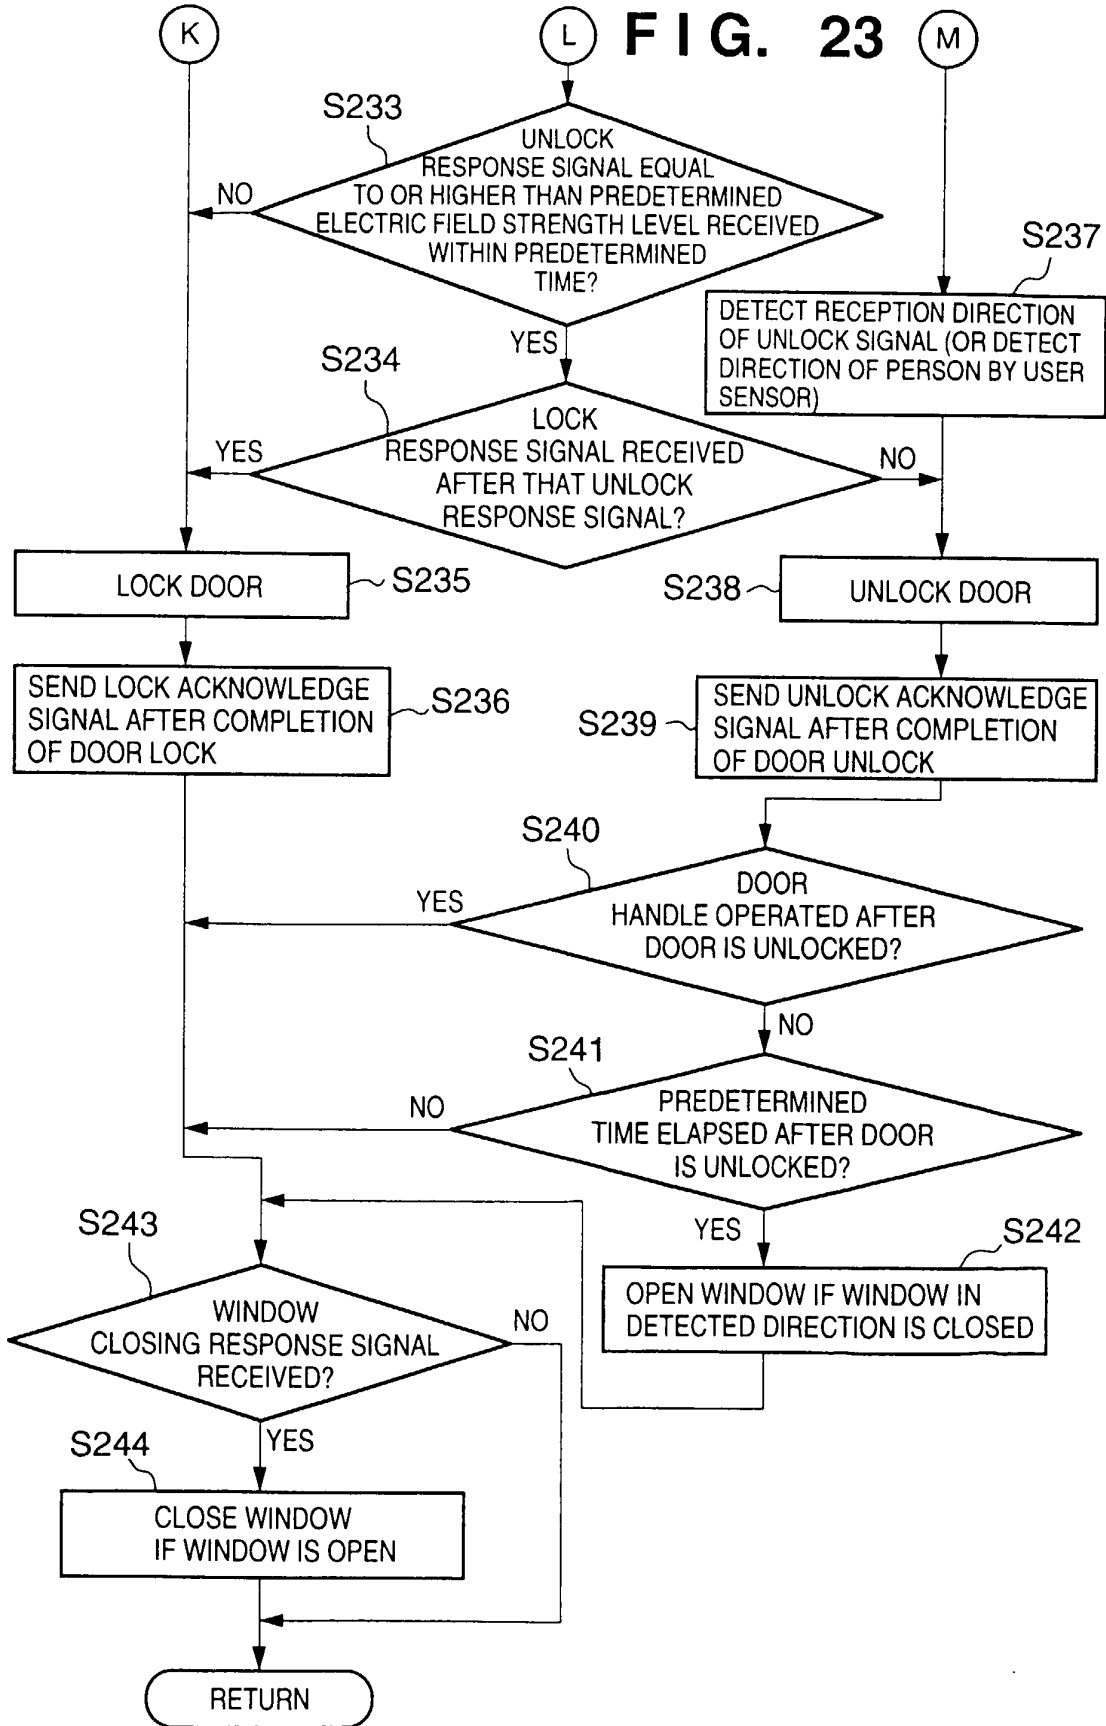 K
L
F I G. 23
M
S233
UNLOCK
RESPONSE SIGNAL EQUAL
TO OR HIGHER THAN PREDETERMINED
ELECTRIC FIELD STRENGTH LEVEL RECEIVED
WITHIN PREDETERMINED
TIME?
NO
YES
S237
DETECT RECEPTION DIRECTION
OF UNLOCK SIGNAL (OR DETECT
DIRECTION OF PERSON BY USER
SENSOR)
S234
LOCK
RESPONSE SIGNAL RECEIVED
AFTER THAT UNLOCK
RESPONSE SIGNAL?
YES
NO
LOCK DOOR
S235
S238
UNLOCK DOOR
SEND LOCK ACKNOWLEDGE
SIGNAL AFTER COMPLETION
OF DOOR LOCK
S236
S239
SEND UNLOCK ACKNOWLEDGE
SIGNAL AFTER COMPLETION
OF DOOR UNLOCK
S240
DOOR
HANDLE OPERATED AFTER
DOOR IS UNLOCKED?
YES
NO
S241
PREDETERMINED
TIME ELAPSED AFTER DOOR
IS UNLOCKED?
NO
YES
S242
OPEN WINDOW IF WINDOW IN
DETECTED DIRECTION IS CLOSED
S243
WINDOW
CLOSING RESPONSE SIGNAL
RECEIVED?
NO
YES
S244
CLOSE WINDOW
IF WINDOW IS OPEN
RETURN